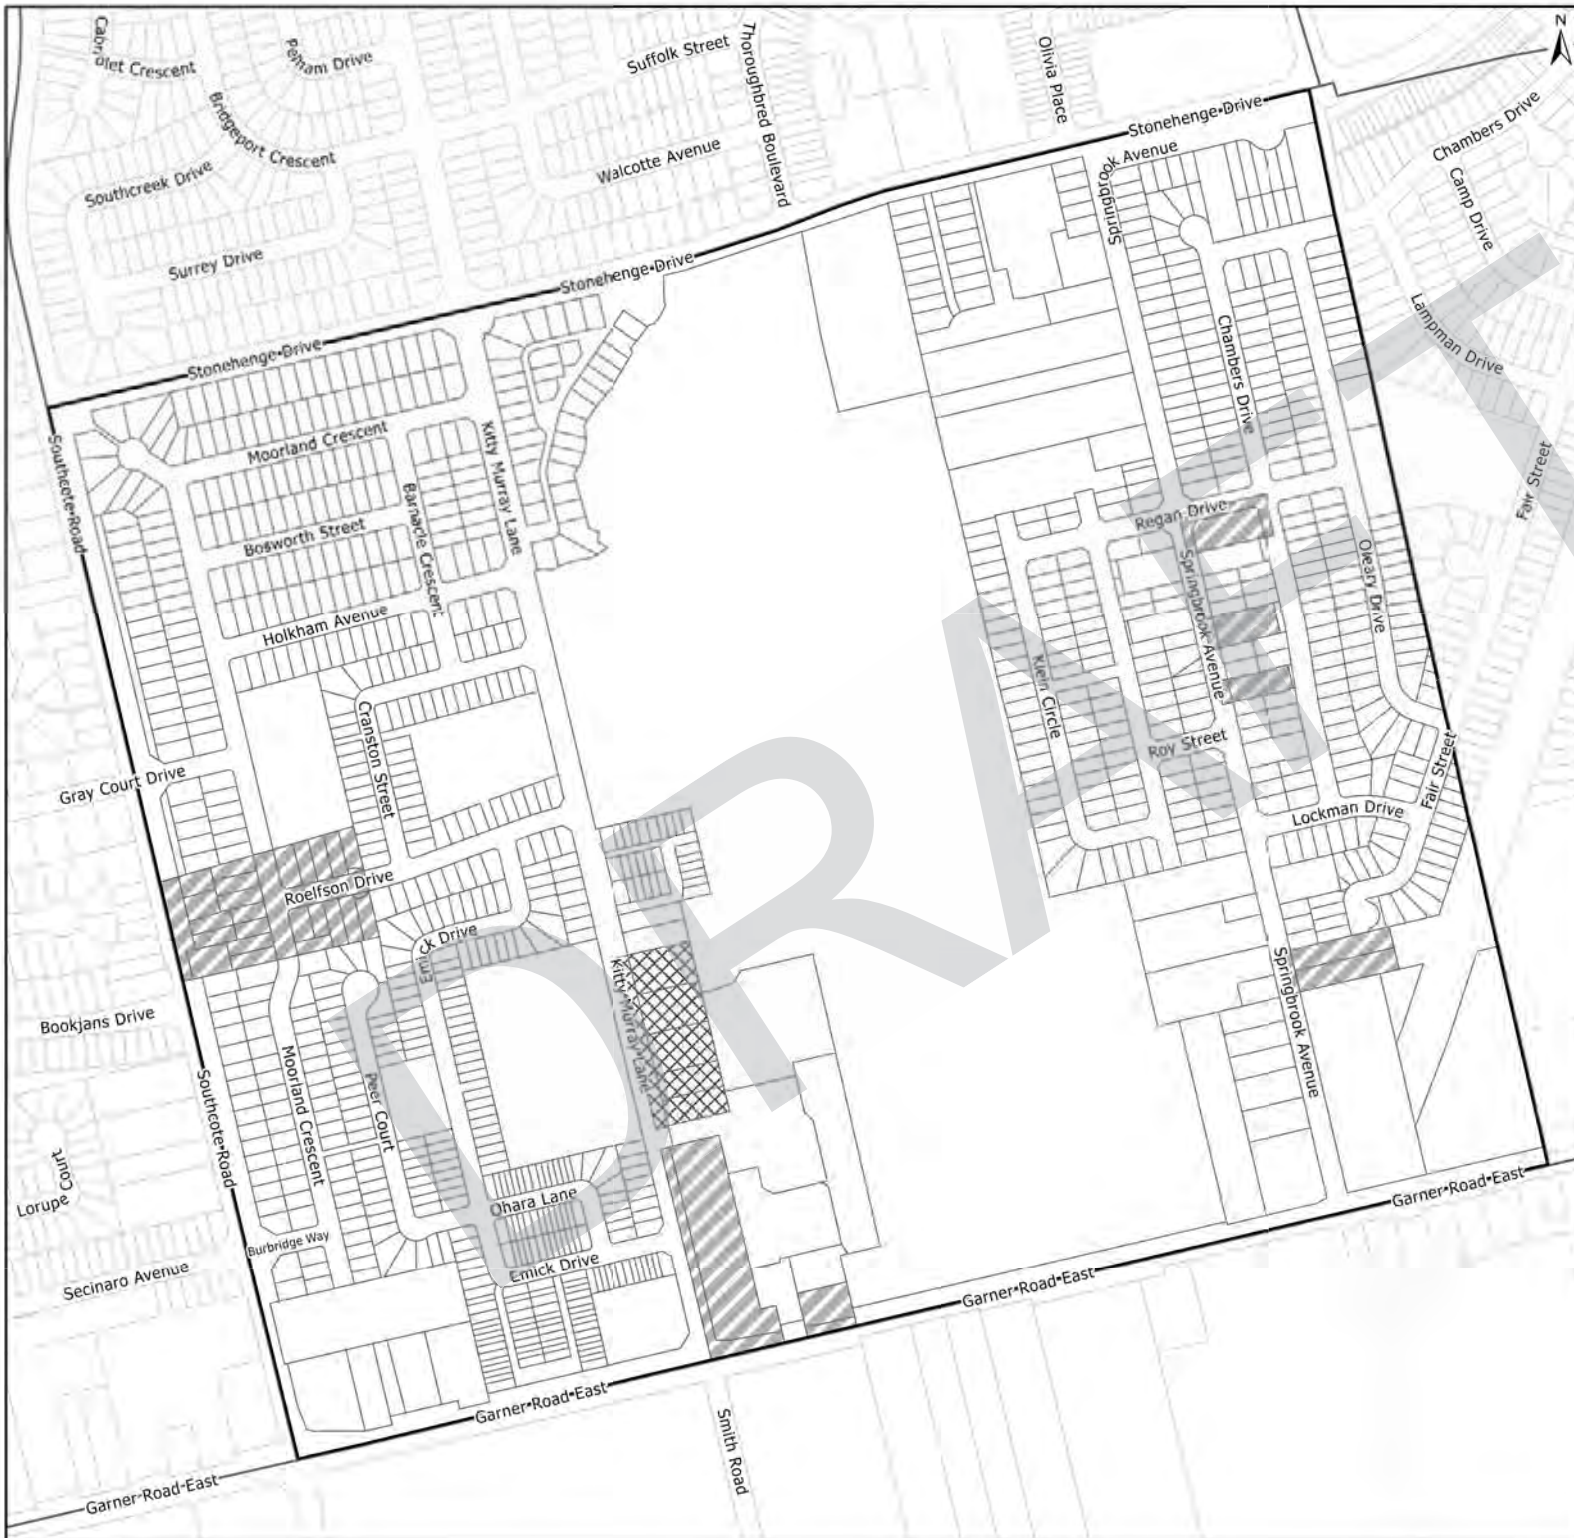 N
Cabriolet Crescent
Pelham Drive
Suffolk Street
Thoroughbred Boulevard
Olivia Place
Stonehenge Drive
Chambers Drive
Bridgeport Crescent
Walcotte Avenue
Springbrook Avenue
Camp Drive
Southcreek Drive
Surrey Drive
Stonehenge Drive
Lampman Drive
Stonehenge Drive
Chambers Drive
Moorland Crescent
Kitty Murray Lane
Southcote Road
Fair Street
Barnacle Crescent
Bosworth Street
Regan Drive
Oleary Drive
Springbrook Avenue
Holkham Avenue
Klein Circle
Cranston Street
Roy Street
Gray Court Drive
Fair Street
Lockman Drive
Roelfson Drive
Emick Drive
Kitty Murray Lane
Springbrook Avenue
Bookjans Drive
Moorland Crescent
Peer Court
Southcote Road
Lorupe Court
Ohara Lane
Garner Road East
Burbridge Way
Secinaro Avenue
Emick Drive
Garner Road East
Garner Road East
Smith Road
Garner Road East
DRAFT